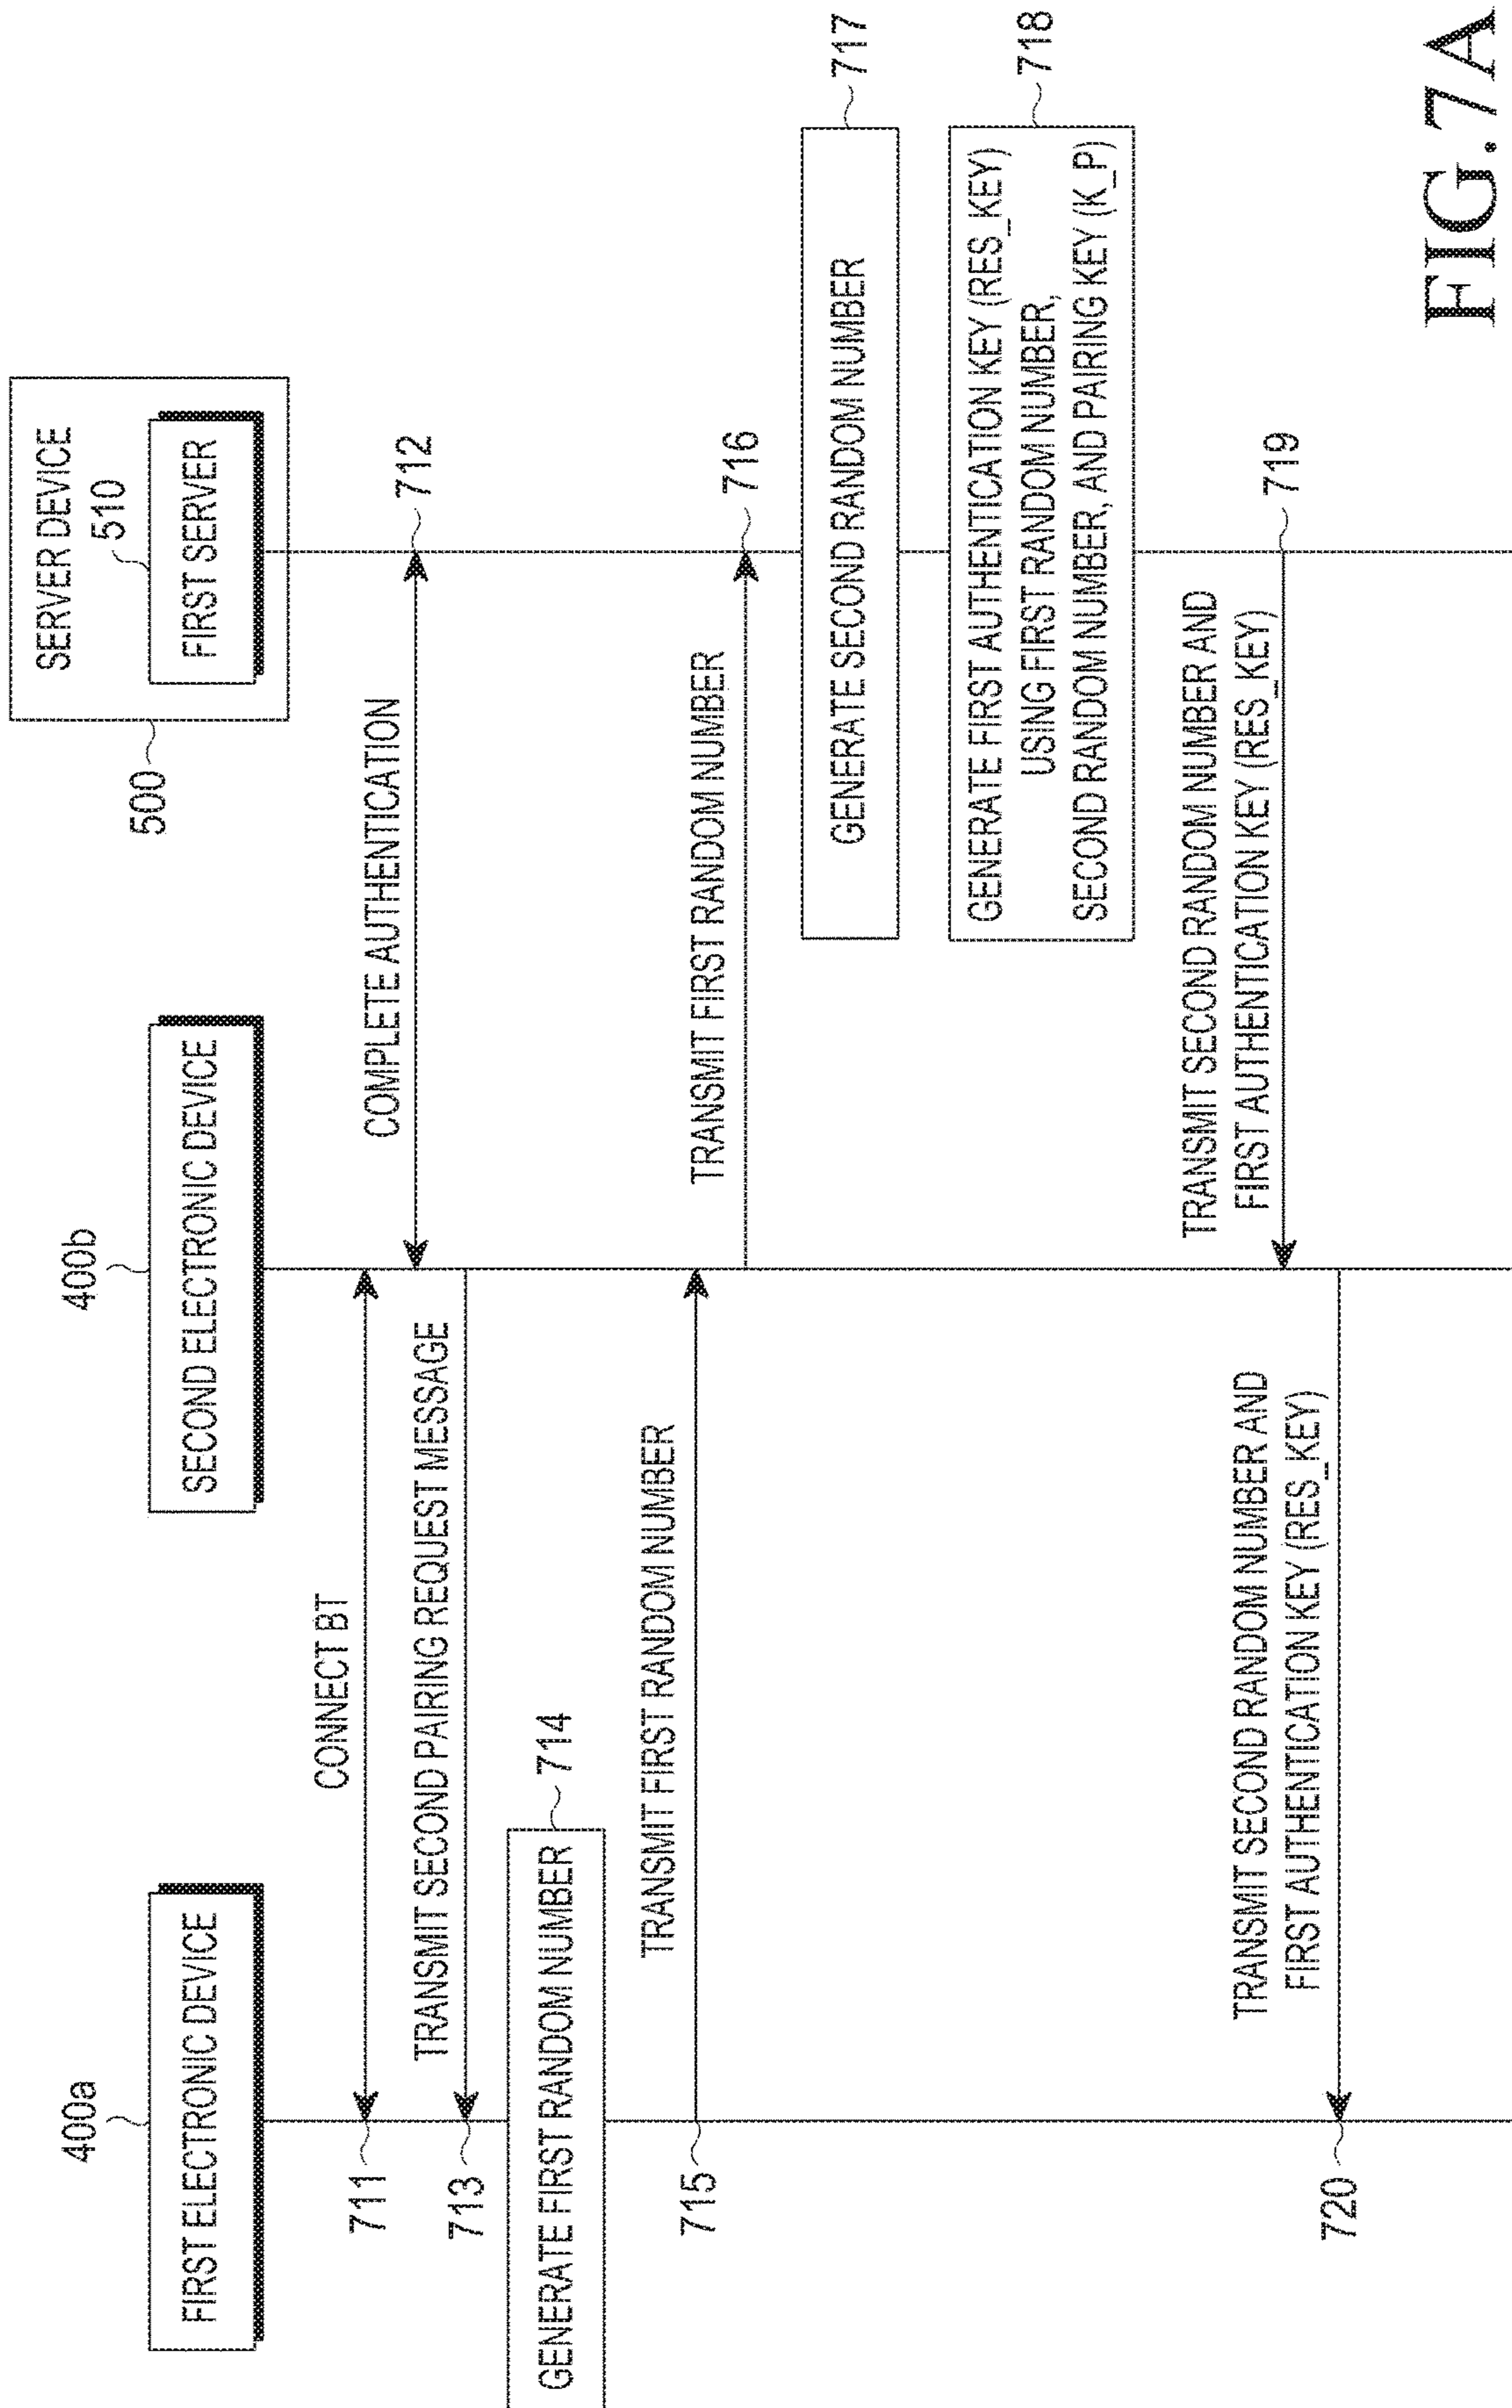 400a
FIRST ELECTRONIC DEVICE
400b
SECOND ELECTRONIC DEVICE
500
SERVER DEVICE
510
FIRST SERVER
711
CONNECT BT
COMPLETE AUTHENTICATION
712
713
TRANSMIT SECOND PAIRING REQUEST MESSAGE
GENERATE FIRST RANDOM NUMBER
714
715
TRANSMIT FIRST RANDOM NUMBER
TRANSMIT FIRST RANDOM NUMBER
716
GENERATE SECOND RANDOM NUMBER
717
GENERATE FIRST AUTHENTICATION KEY (RES_KEY)
USING FIRST RANDOM NUMBER,
SECOND RANDOM NUMBER, AND PAIRING KEY (K_P)
718
TRANSMIT SECOND RANDOM NUMBER AND
FIRST AUTHENTICATION KEY (RES_KEY)
719
720
TRANSMIT SECOND RANDOM NUMBER AND
FIRST AUTHENTICATION KEY (RES_KEY)
FIG.7A